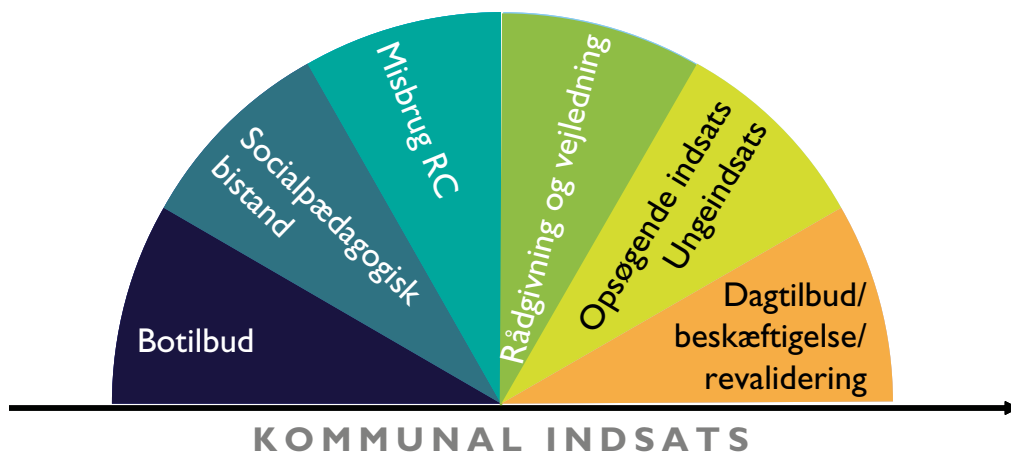 Botilbud
Socialpædagogisk
bistand
Misbrug RC
Rådgivning og vejledning
Opsøgende indsats
Ungeindsats
Dagtilbud/
beskæftigelse/
revalidering
KOMMUNAL INDSATS